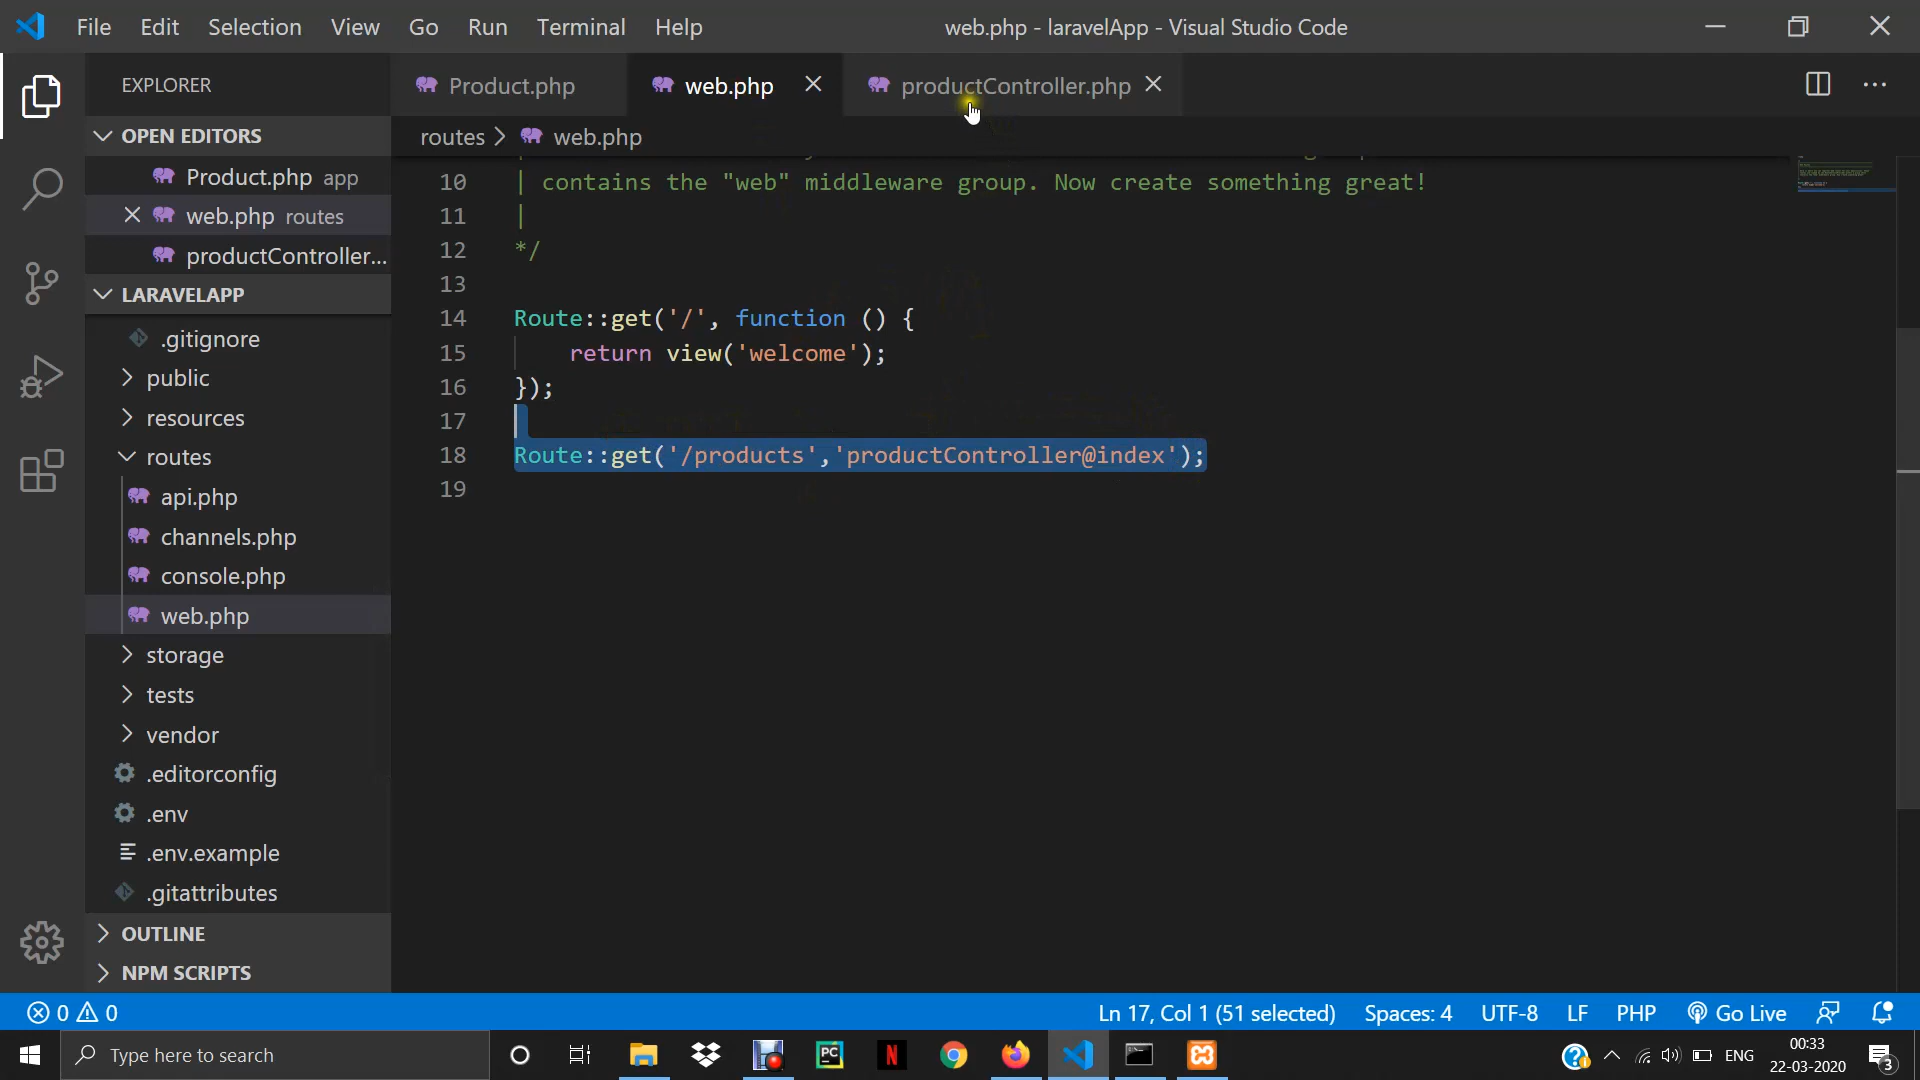 File Edit Selection View Go Run Terminal Help
web.php - laravelApp - Visual Studio Code
EXPLORER
Product.php
web.php
productController.php
OPEN EDITORS
Product.php app
web.php routes
productController...
LARAVELAPP
.gitignore
public
resources
routes
api.php
channels.php
console.php
web.php
storage
tests
vendor
.editorconfig
.env
.env.example
.gitattributes
OUTLINE
NPM SCRIPTS
routes > web.php
10 | contains the "web" middleware group. Now create something great!
11 |
12 */
13
14 Route::get('/', function () {
15 return view('welcome');
16 });
17
18 Route::get('/products','productController@index');
19
0 0
Ln 17, Col 1 (51 selected) Spaces: 4 UTF-8 LF PHP Go Live
Type here to search
PC
N
ENG
00:33
22-03-2020
3